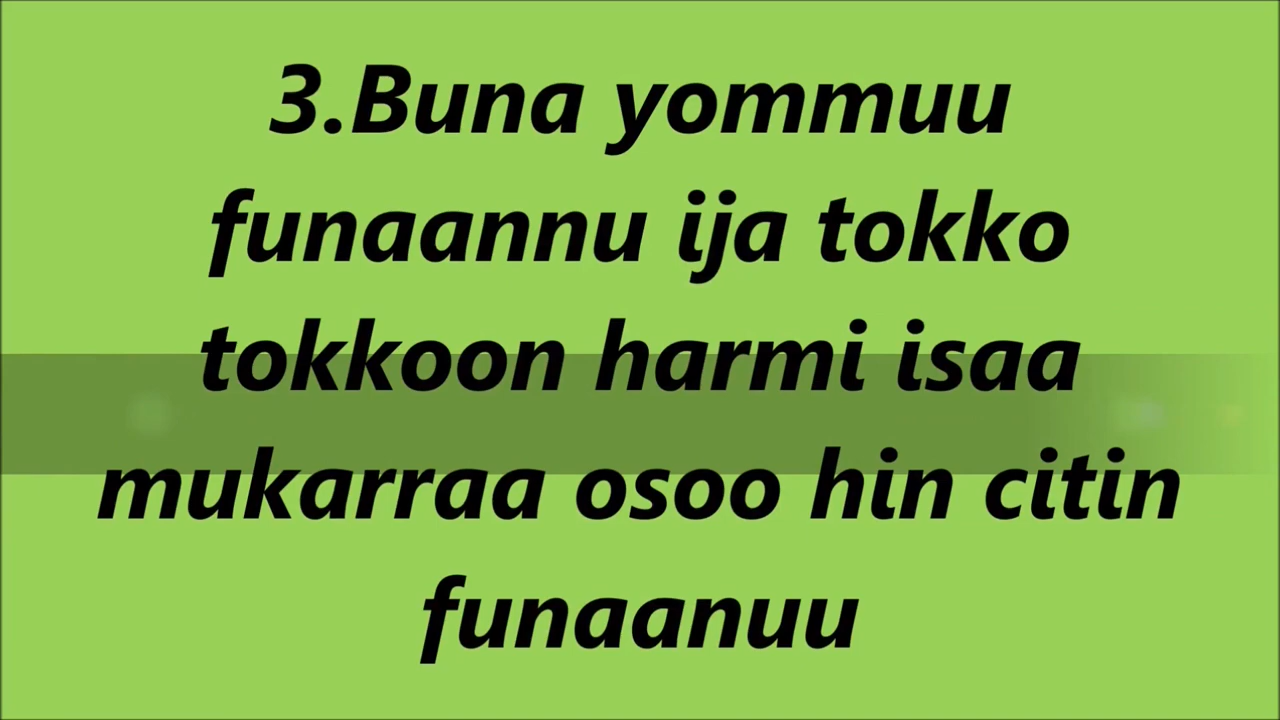 3.Buna yommuu
funaannu ija tokko
tokkoon harmi isaa
mukarraa osoo hin citin
funaanuu